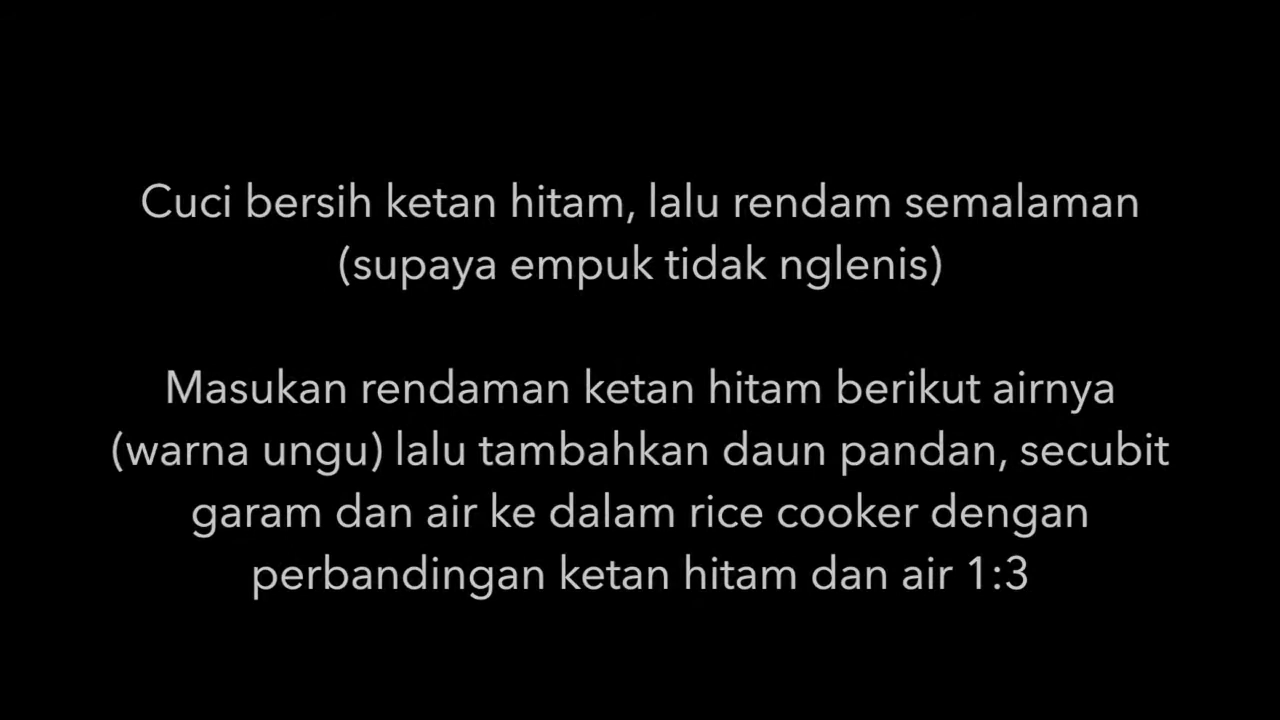 Cuci bersih ketan hitam, lalu rendam semalaman
(supaya empuk tidak nglenis)
Masukan rendaman ketan hitam berikut airnya
(warna ungu) lalu tambahkan daun pandan, secubit
garam dan air ke dalam rice cooker dengan
perbandingan ketan hitam dan air 1:3